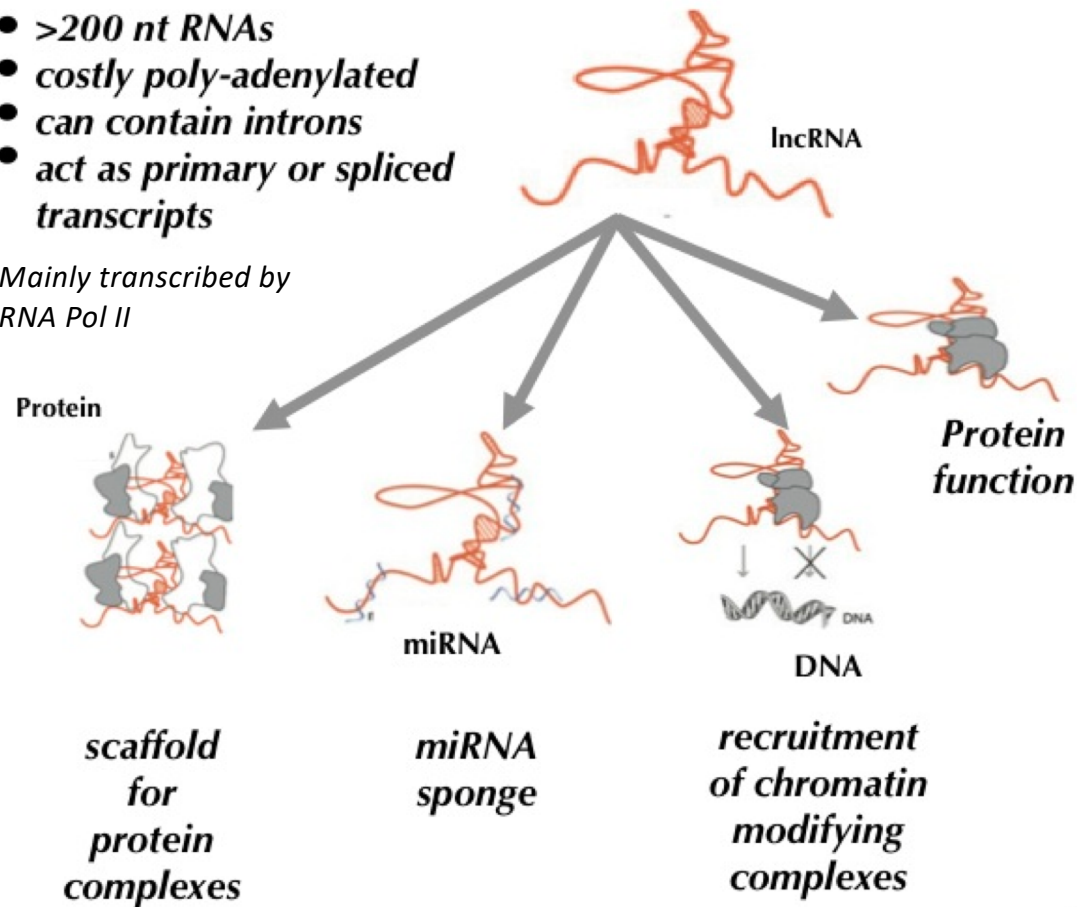 • >200 nt RNAs
• costly poly-adenylated
• can contain introns
• act as primary or spliced
transcripts
Mainly transcribed by
RNA Pol II
lncRNA
Protein
Protein
function
miRNA
DNA
DNA
scaffold
for
protein
complexes
miRNA
sponge
recruitment
of chromatin
modifying
complexes